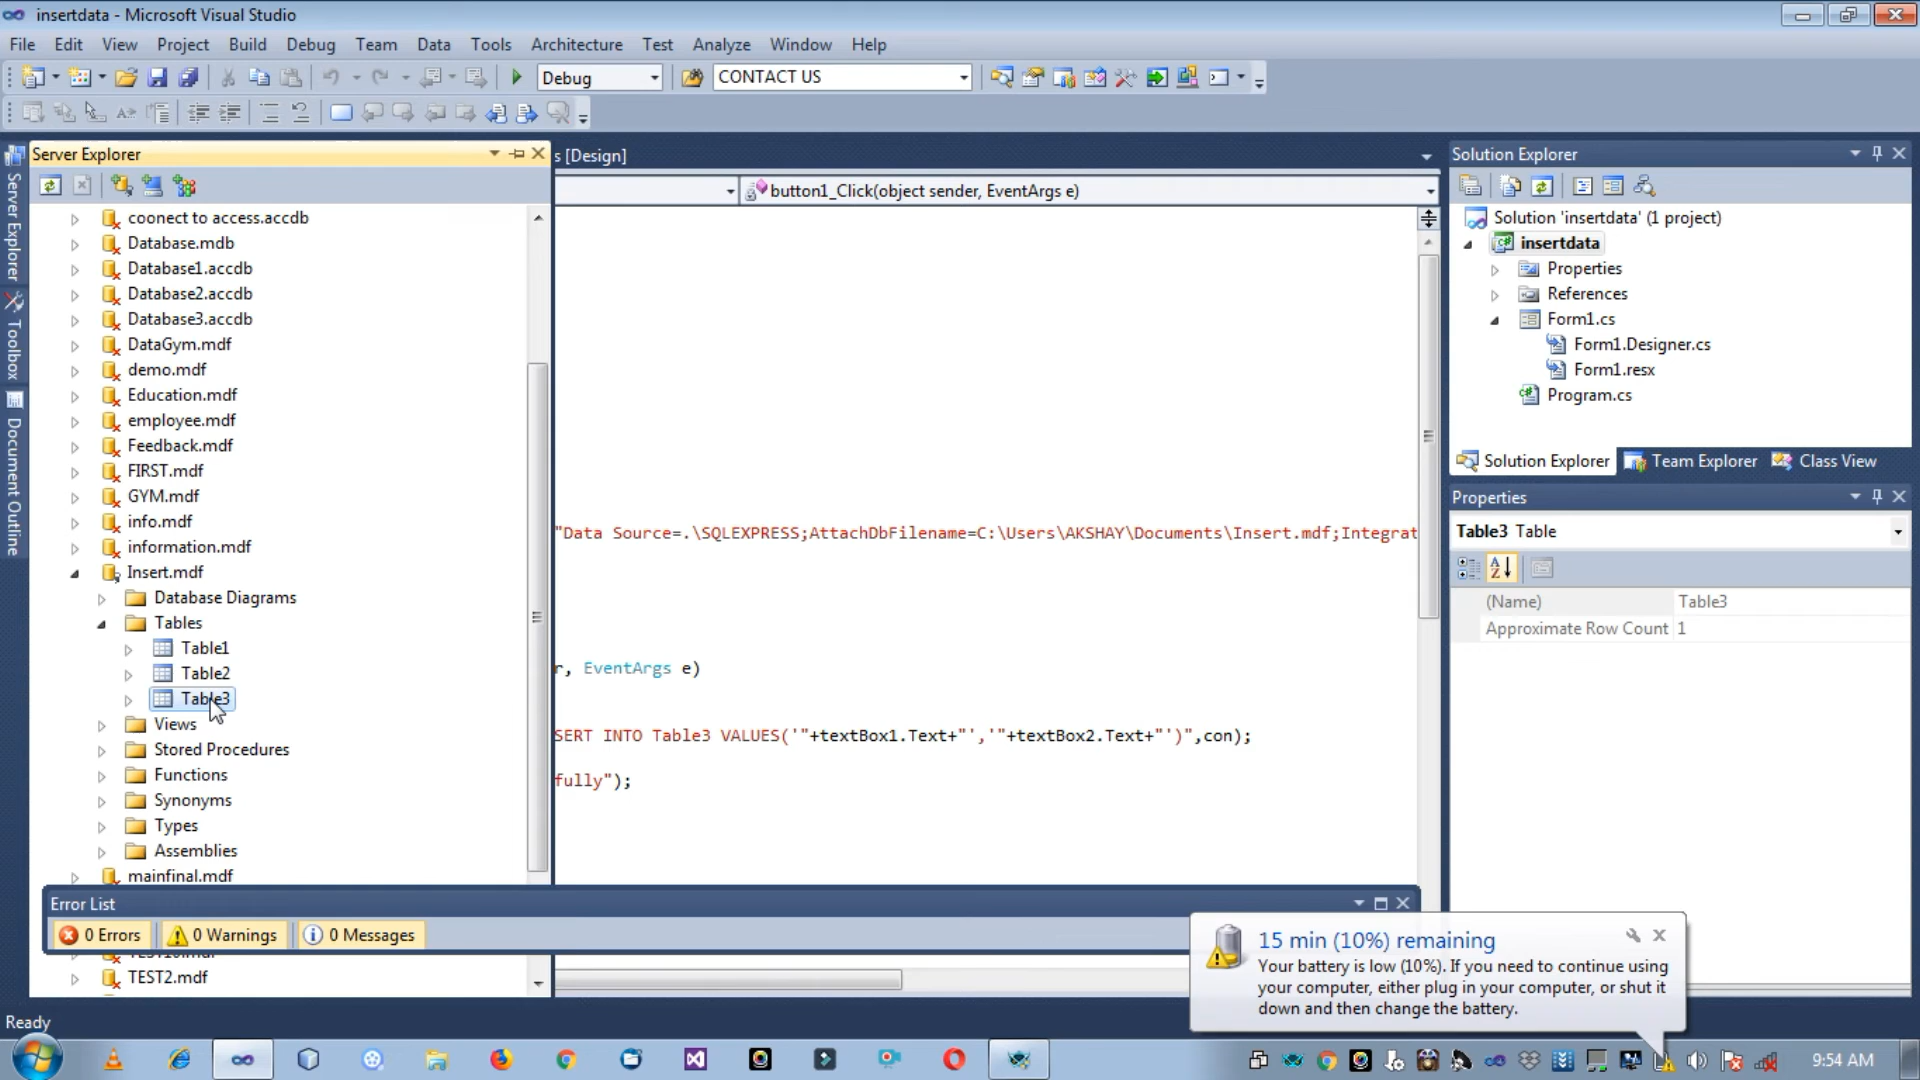 insertdata - Microsoft Visual Studio
File Edit View Project Build Debug Team Data Tools Architecture Test Analyze Window Help
Debug
CONTACT US
Server Explorer
Toolbox
Document Outline
Server Explorer
coonect to access.accdb
Database.mdb
Database1.accdb
Database2.accdb
Database3.accdb
DataGym.mdf
demo.mdf
Education.mdf
employee.mdf
Feedback.mdf
FIRST.mdf
GYM.mdf
info.mdf
information.mdf
Insert.mdf
Database Diagrams
Tables
Table1
Table2
Table3
Views
Stored Procedures
Functions
Synonyms
Types
Assemblies
mainfinal.mdf
TEST2.mdf
s [Design]
button1_Click(object sender, EventArgs e)
"Data Source=.\SQLEXPRESS;AttachDbFilename=C:\Users\AKSHAY\Documents\Insert.mdf;Integrat
r, EventArgs e)
SERT INTO Table3 VALUES('"+textBox1.Text+"','"+textBox2.Text+"')",con);
fully");
Error List
0 Errors
0 Warnings
0 Messages
Solution Explorer
Solution 'insertdata' (1 project)
insertdata
Properties
References
Form1.cs
Form1.Designer.cs
Form1.resx
Program.cs
Solution Explorer
Team Explorer
Class View
Properties
Table3 Table
(Name) Table3
Approximate Row Count 1
15 min (10%) remaining
Your battery is low (10%). If you need to continue using
your computer, either plug in your computer, or shut it
down and then change the battery.
Ready
9:54 AM